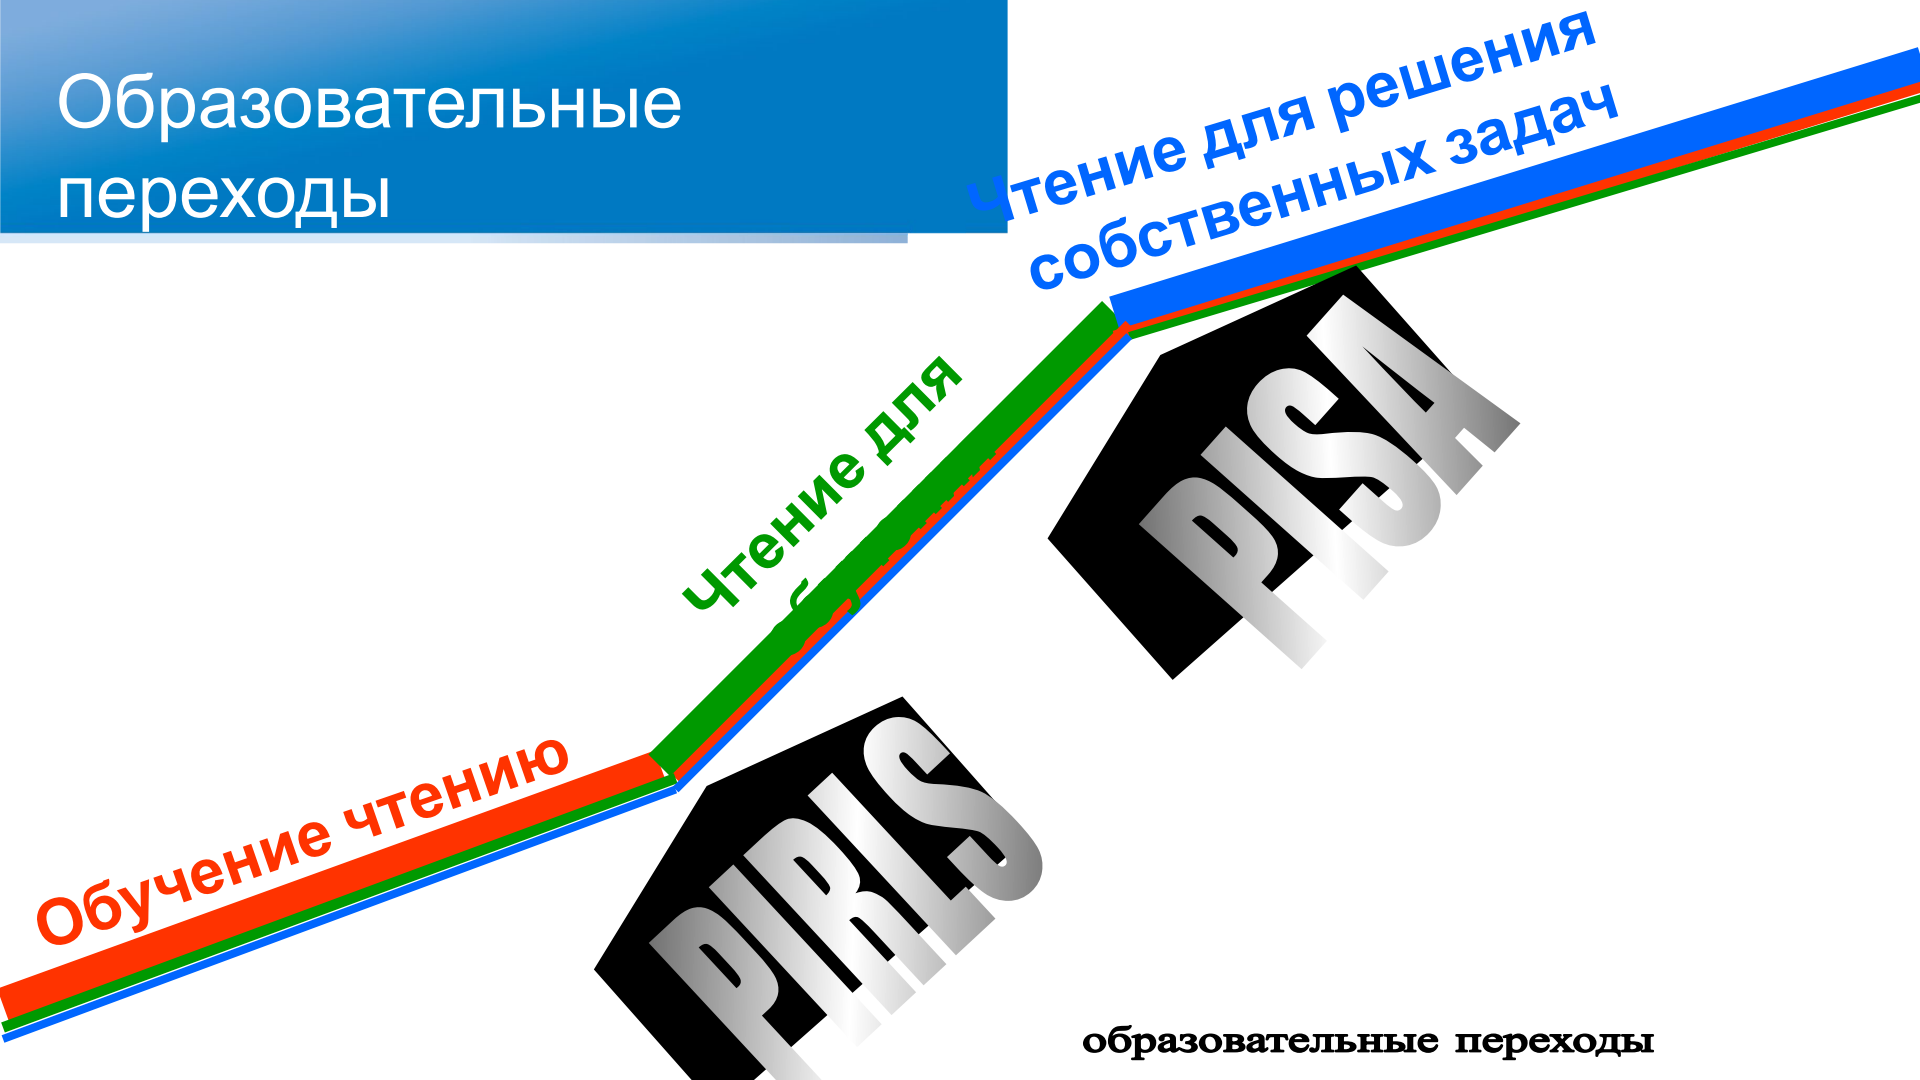 Образовательные
переходы
Чтение для решения
собственных задач
Чтение для
Обучение чтению
PISA
PIRLS
образовательные переходы